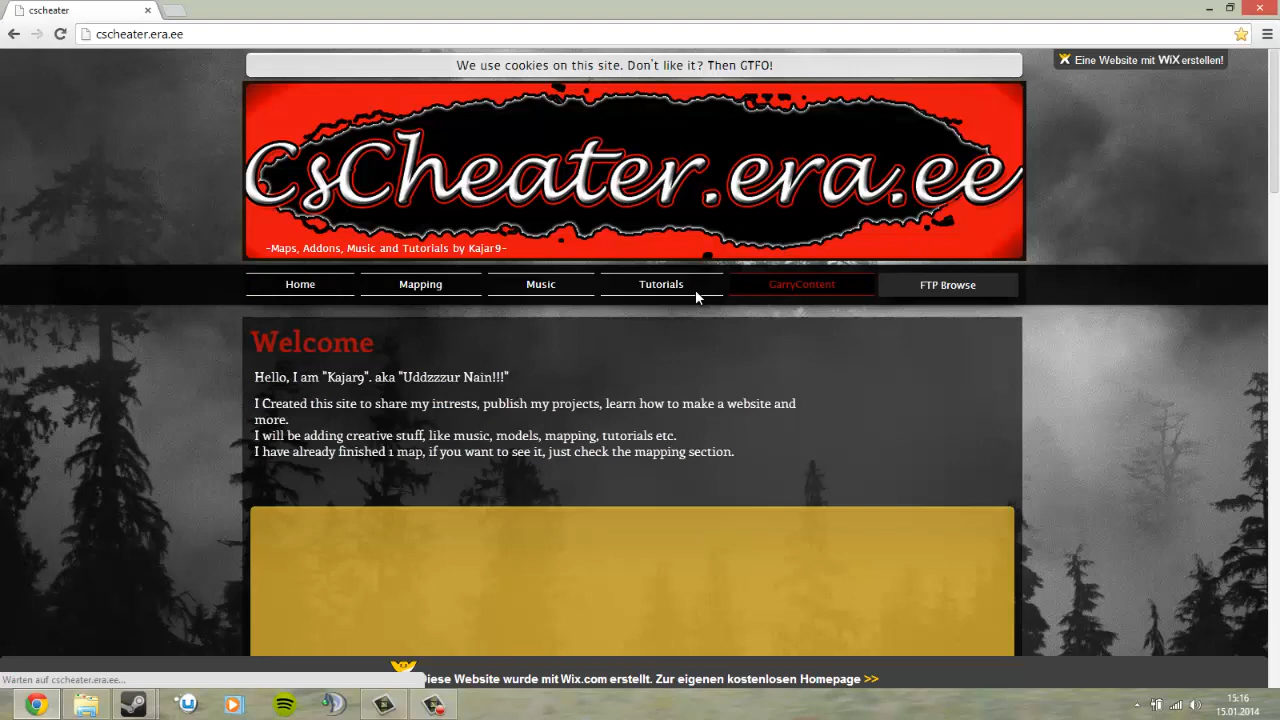 cscheater
cscheater.era.ee
We use cookies on this site. Don't like it? Then GTFO!
Eine Website mit WiX erstellen!
CsCheater.era.ee
-Maps, Addons, Music and Tutorials by Kajar9-
Home Mapping Music Tutorials GarryContent FTP Browse
Welcome
Hello, I am "Kajar9". aka "Uddzzzur Nain!!!"
I Created this site to share my intrests, publish my projects, learn how to make a website and
more.
I will be adding creative stuff, like music, models, mapping, tutorials etc.
I have already finished 1 map, if you want to see it, just check the mapping section.
Diese Website wurde mit Wix.com erstellt. Zur eigenen kostenlosen Homepage >>
Warten auf cscheater.era.ee...
15:16
15.01.2014